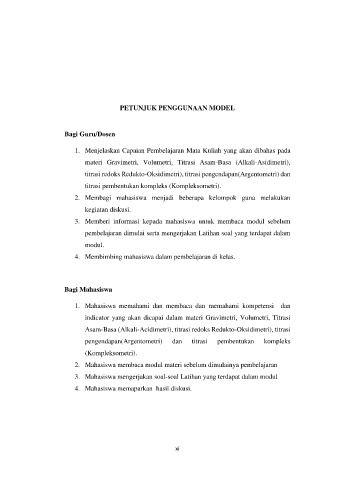 PETUNJUK PENGGUNAAN MODEL
Bagi Guru/Dosen
1. Menjelaskan Capaian Pembelajaran Mata Kuliah yang akan dibahas pada
materi Gravimetri, Volumetri, Titrasi Asam-Basa (Alkali-Asidimetri),
titrasi redoks Redukto-Oksidimetri), titrasi pengendapan(Argentometri) dan
titrasi pembentukan kompleks (Kompleksometri).
2. Membagi mahasiswa menjadi beberapa kelompok guna melakukan
kegiatan diskusi.
3. Memberi informasi kepada mahasiswa untuk membaca modul sebelum
pembelajaran dimulai serta mengerjakan Latihan soal yang terdapat dalam
modul.
4. Membimbing mahasiswa dalam pembelajaran di kelas.
Bagi Mahasiswa
1. Mahasiswa memahami dan membaca dan memahami kompetensi dan
indicator yang akan dicapai dalam materi Gravimetri, Volumetri, Titrasi
Asam-Basa (Alkali-Acidimetri), titrasi redoks Redukto-Oksidimetri), titrasi
pengendapan(Argentometri) dan titrasi pembentukan kompleks
(Kompleksometri).
2. Mahasiswa membaca modul materi sebelum dimulainya pembelajaran
3. Mahasiswa mengerjakan soal-soal Latihan yang terdapat dalam modul
4. Mahasiswa memaparkan hasil diskusi.
xi